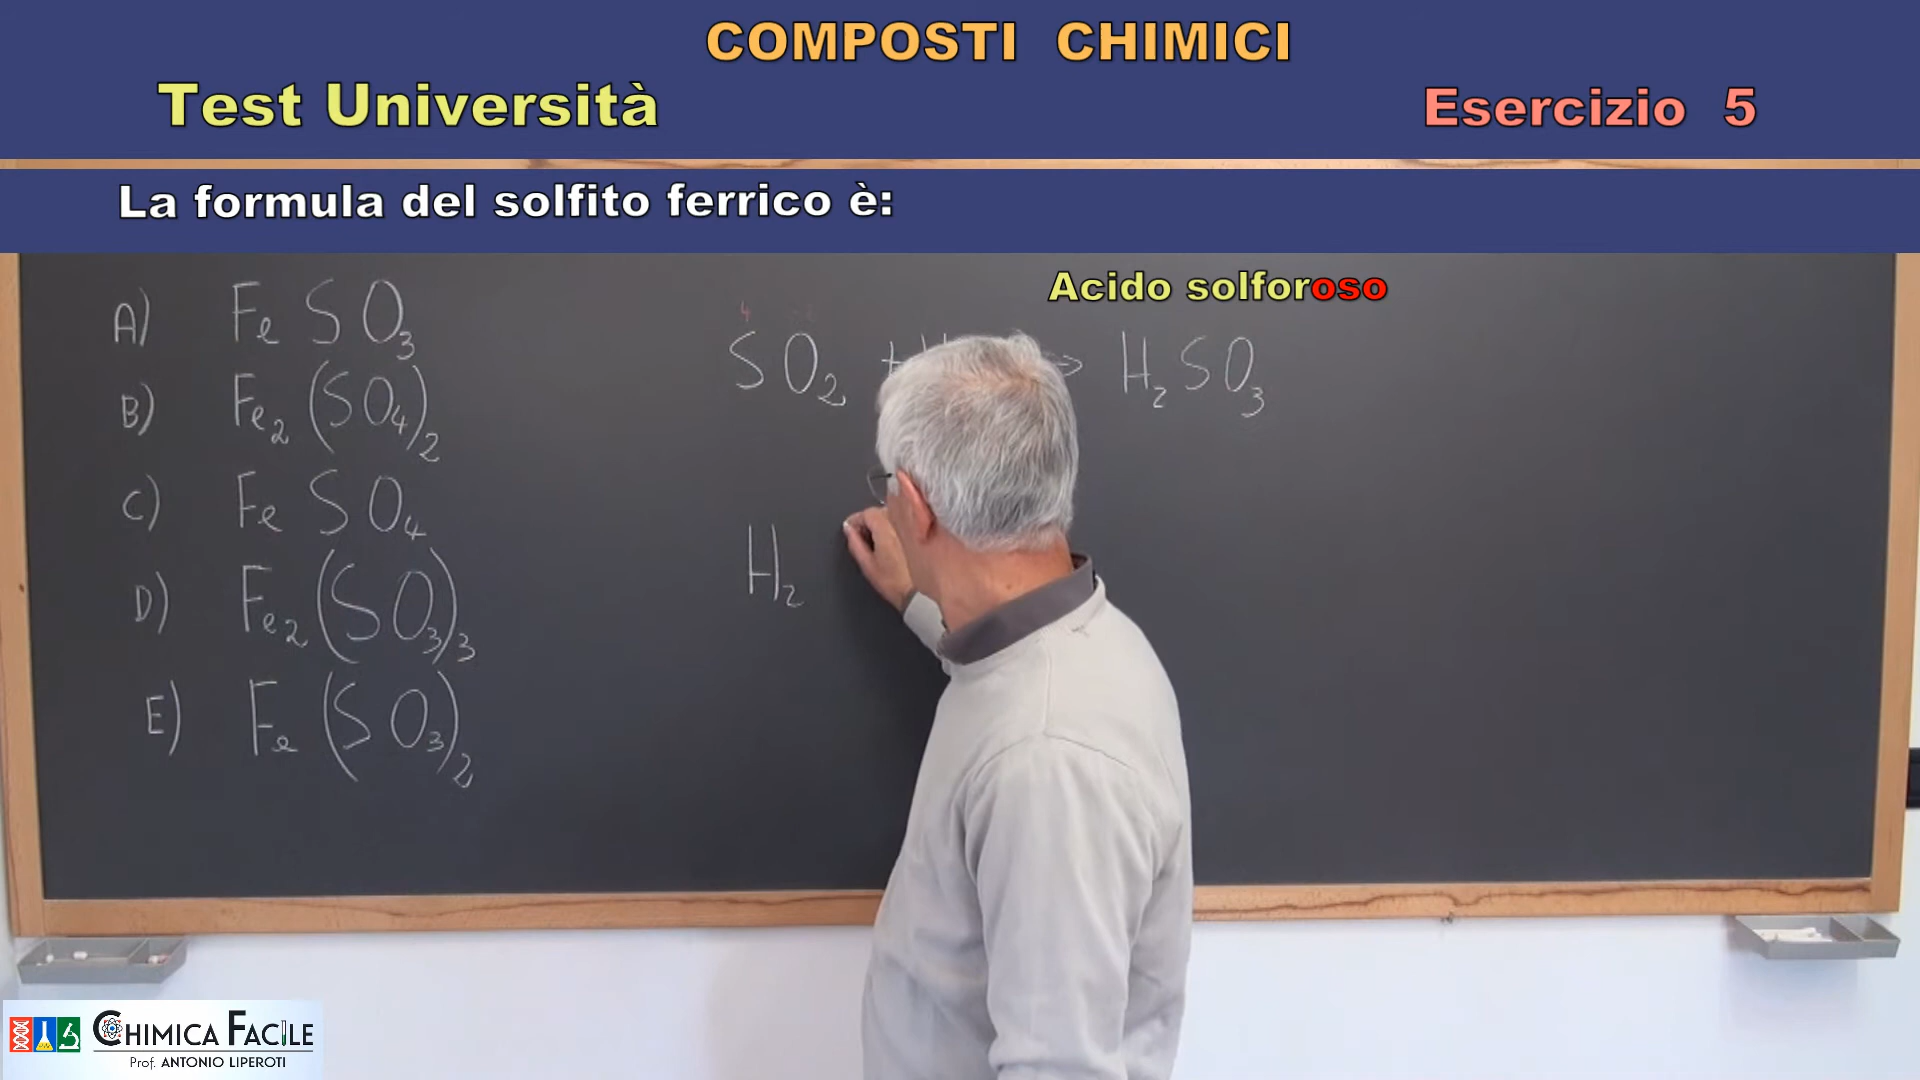 COMPOSTI CHIMICI
Test Università
Esercizio 5
La formula del solfito ferrico è:
Acido solforoso
A) FeSO₃
B) Fe₂(SO₄)₂
C) FeSO₄
D) Fe₂(SO₃)₃
E) Fe(SO₃)₂
4
SO₂ + H → H₂SO₃
H₂
CHIMICA FACILE
Prof. ANTONIO LIPEROTI